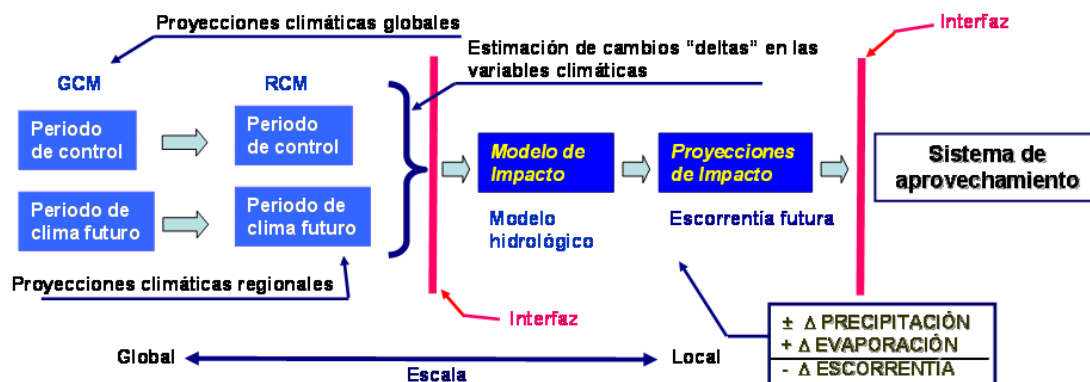 Proyecciones climáticas globales
Interfaz
Estimación de cambios “deltas” en las
variables climáticas
GCM
RCM
Periodo
de control
Periodo
de control
Modelo de
Impacto
Proyecciones
de Impacto
Sistema de
aprovechamiento
Periodo de
clima futuro
Periodo de
clima futuro
Modelo
hidrológico
Escorrentía futura
Proyecciones climáticas regionales
Interfaz
± Δ PRECIPITACIÓN
+ Δ EVAPORACIÓN
- Δ ESCORRENTÍA
Global
Local
Escala